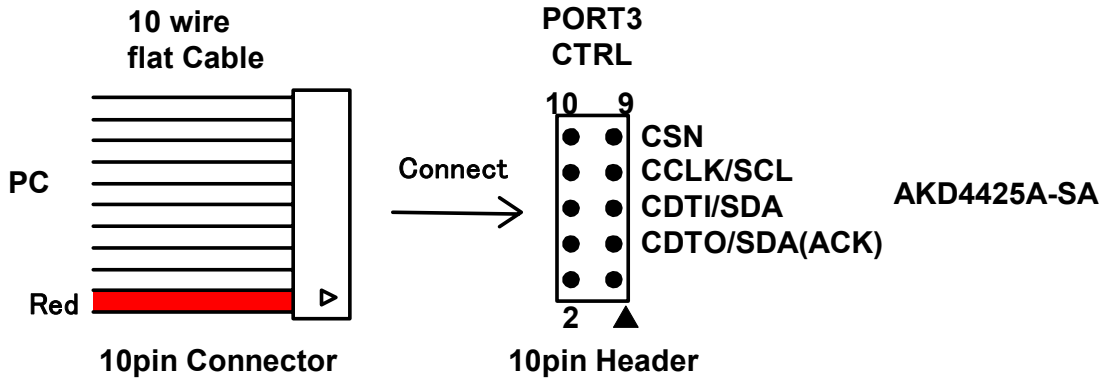 10 wire
flat Cable
PC
Red
10pin Connector
Connect
PORT3
CTRL
10 9
CSN
CCLK/SCL
CDTI/SDA
CDTO/SDA(ACK)
2
10pin Header
AKD4425A-SA